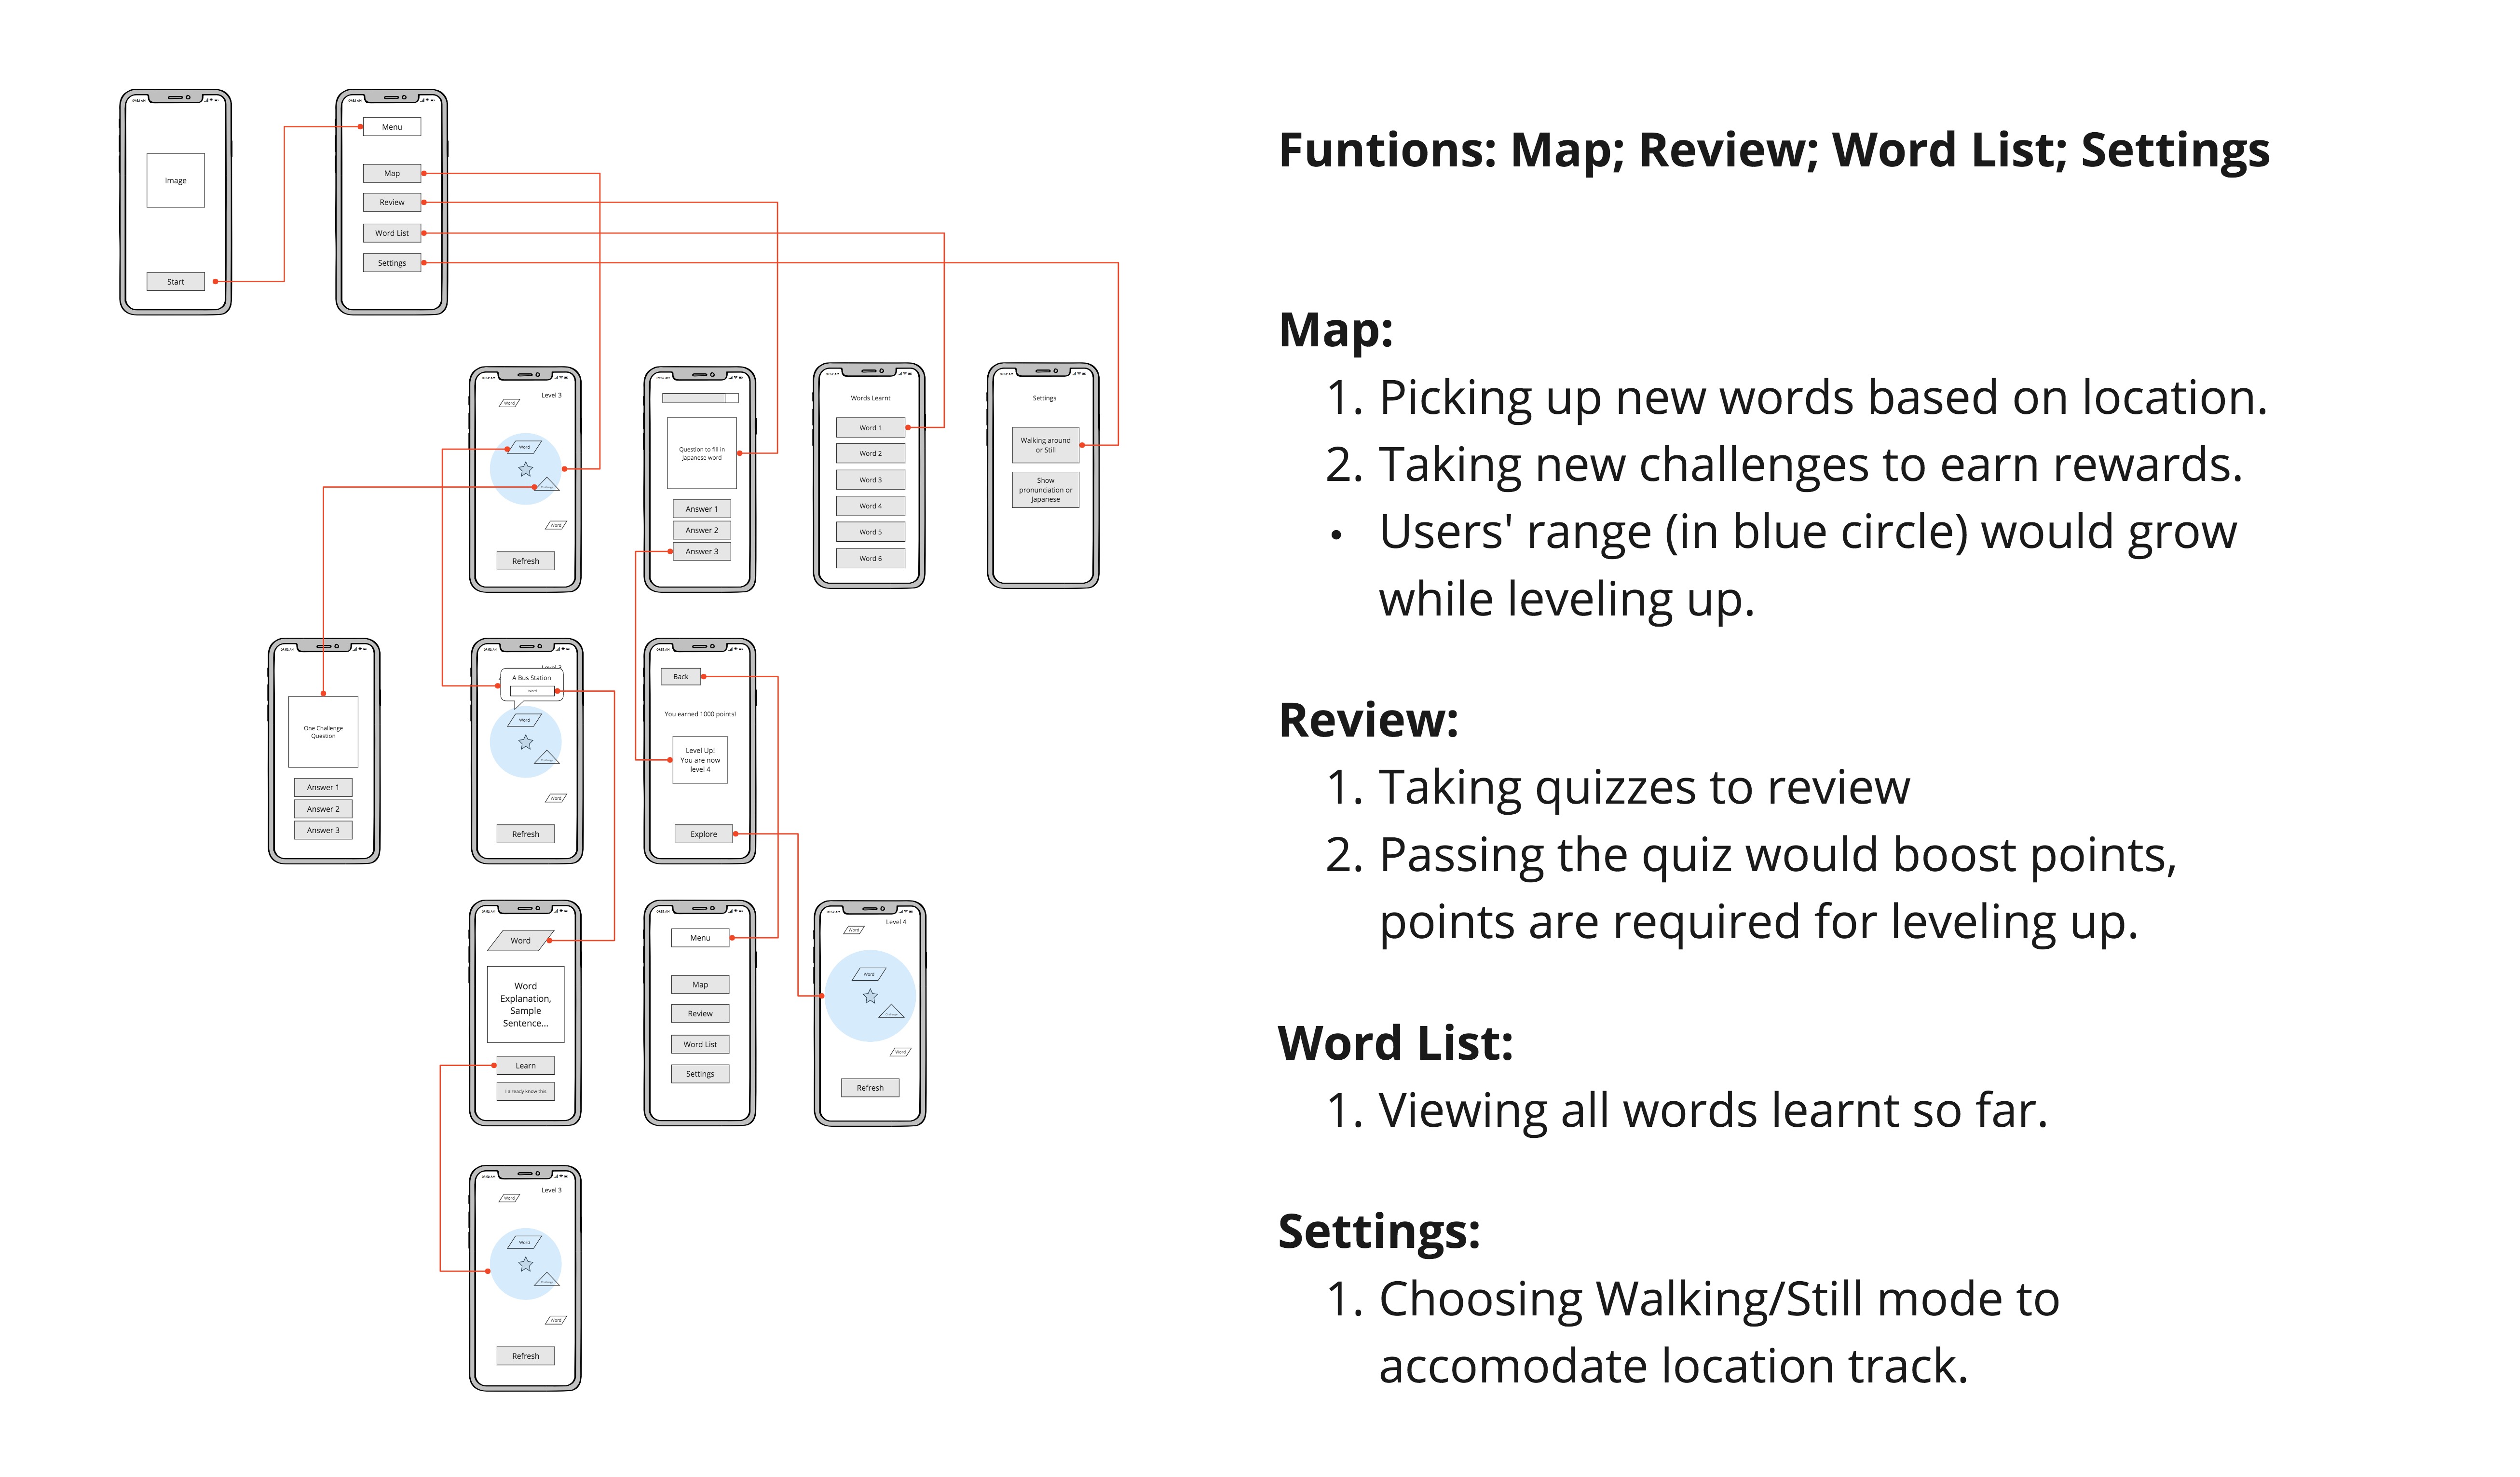 Image
Start
Menu
Map
Review
Word List
Settings
Level 3
Word
Word
Word
Refresh
Question to fill in
Japanese word
Answer 1
Answer 2
Answer 3
Words Learnt
Word 1
Word 2
Word 3
Word 4
Word 5
Word 6
Settings
Walking around
or Still
Show
pronunciation or
Japanese
One Challenge
Question
Answer 1
Answer 2
Answer 3
A Bus Station
Word
Word
Challenge
Word
Refresh
Back
You earned 1000 points!
Level Up!
You are now
level 4
Explore
Word
Word
Explanation,
Sample
Sentence...
Learn
I already know this
Menu
Map
Review
Word List
Settings
Level 4
Word
Word
Challenge
Word
Refresh
Level 3
Word
Word
Challenge
Word
Refresh
Funtions: Map; Review; Word List; Settings
Map:
1. Picking up new words based on location.
2. Taking new challenges to earn rewards.
• Users' range (in blue circle) would grow
while leveling up.
Review:
1. Taking quizzes to review
2. Passing the quiz would boost points,
points are required for leveling up.
Word List:
1. Viewing all words learnt so far.
Settings:
1. Choosing Walking/Still mode to
accomodate location track.